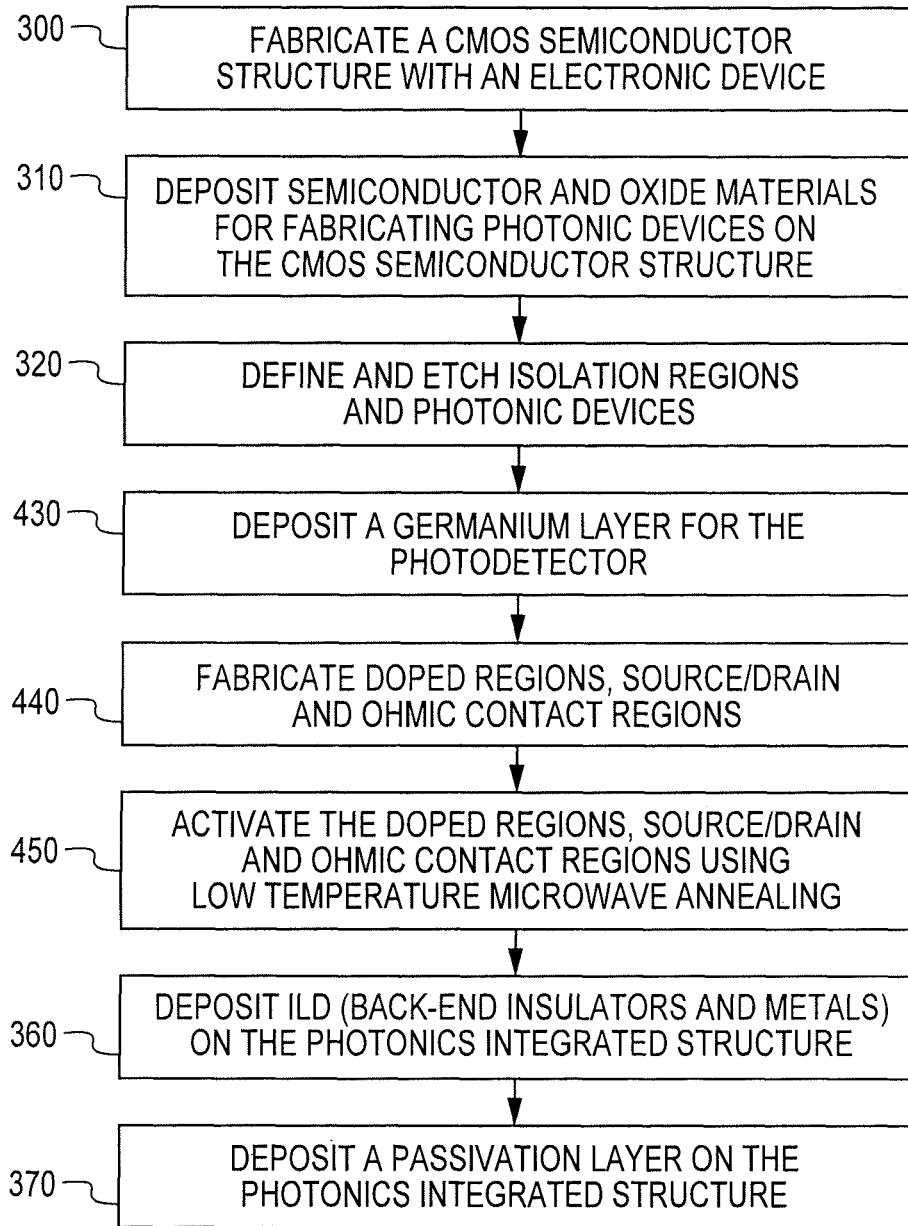 300
FABRICATE A CMOS SEMICONDUCTOR
STRUCTURE WITH AN ELECTRONIC DEVICE
310
DEPOSIT SEMICONDUCTOR AND OXIDE MATERIALS
FOR FABRICATING PHOTONIC DEVICES ON
THE CMOS SEMICONDUCTOR STRUCTURE
320
DEFINE AND ETCH ISOLATION REGIONS
AND PHOTONIC DEVICES
430
DEPOSIT A GERMANIUM LAYER FOR THE
PHOTODETECTOR
440
FABRICATE DOPED REGIONS, SOURCE/DRAIN
AND OHMIC CONTACT REGIONS
450
ACTIVATE THE DOPED REGIONS, SOURCE/DRAIN
AND OHMIC CONTACT REGIONS USING
LOW TEMPERATURE MICROWAVE ANNEALING
360
DEPOSIT ILD (BACK-END INSULATORS AND METALS)
ON THE PHOTONICS INTEGRATED STRUCTURE
370
DEPOSIT A PASSIVATION LAYER ON THE
PHOTONICS INTEGRATED STRUCTURE